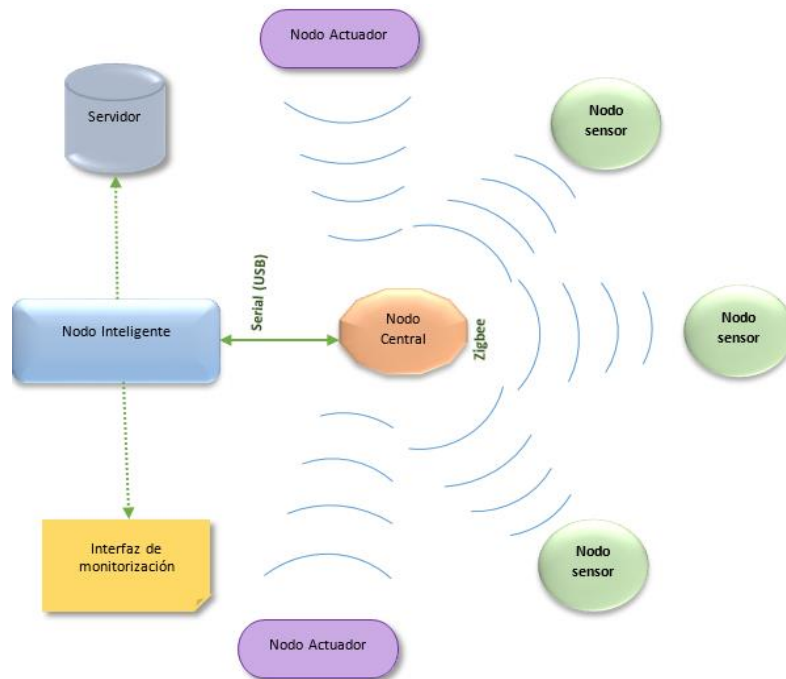 Nodo Actuador
Servidor
Nodo
sensor
Nodo Inteligente
Serial (USB)
Nodo
Central
Zigbee
Nodo
sensor
Interfaz de
monitorización
Nodo
sensor
Nodo Actuador